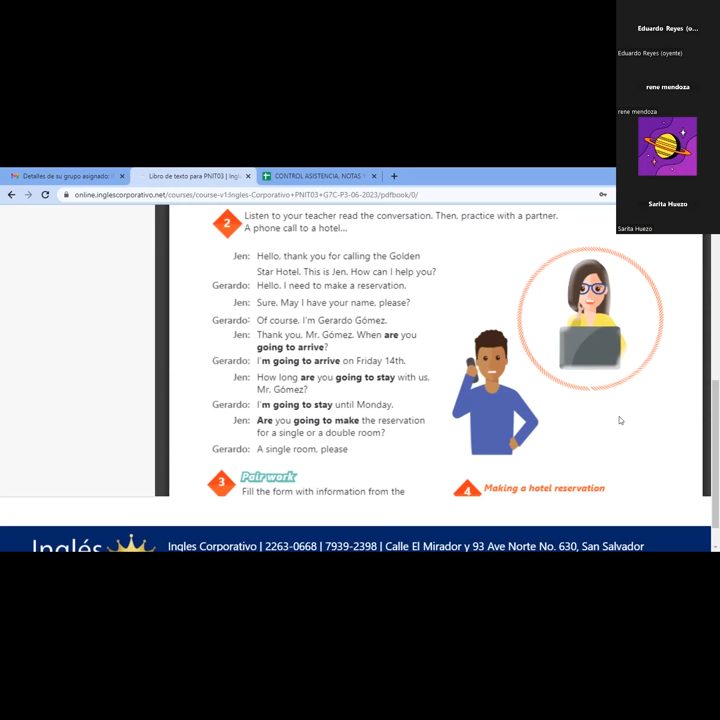 Eduardo Reyes (o...
Eduardo Reyes (oyente)
rene mendoza
rene mendoza
Sarita Huezo
Sarita Huezo
Detalles de su grupo asignado:
Libro de texto para PNIT03 | Ingl
CONTROL ASISTENCIA, NOTAS
online.inglescorporativo.net/courses/course-v1:Ingles-Corporativo+PNIT03+G7C-P3-06-2023/pdfbook/0/
2 Listen to your teacher read the conversation. Then, practice with a partner.
A phone call to a hotel...
Jen: Hello, thank you for calling the Golden
Star Hotel. This is Jen. How can I help you?
Gerardo: Hello. I need to make a reservation.
Jen: Sure. May I have your name, please?
Gerardo: Of course. I'm Gerardo Gómez.
Jen: Thank you, Mr. Gómez. When are you
going to arrive?
Gerardo: I'm going to arrive on Friday 14th.
Jen: How long are you going to stay with us,
Mr. Gómez?
Gerardo: I'm going to stay until Monday.
Jen: Are you going to make the reservation
for a single or a double room?
Gerardo: A single room, please
3 Pair work
Fill the form with information from the
4 Making a hotel reservation
Inglés
Ingles Corporativo | 2263-0668 | 7939-2398 | Calle El Mirador y 93 Ave Norte No. 630, San Salvador